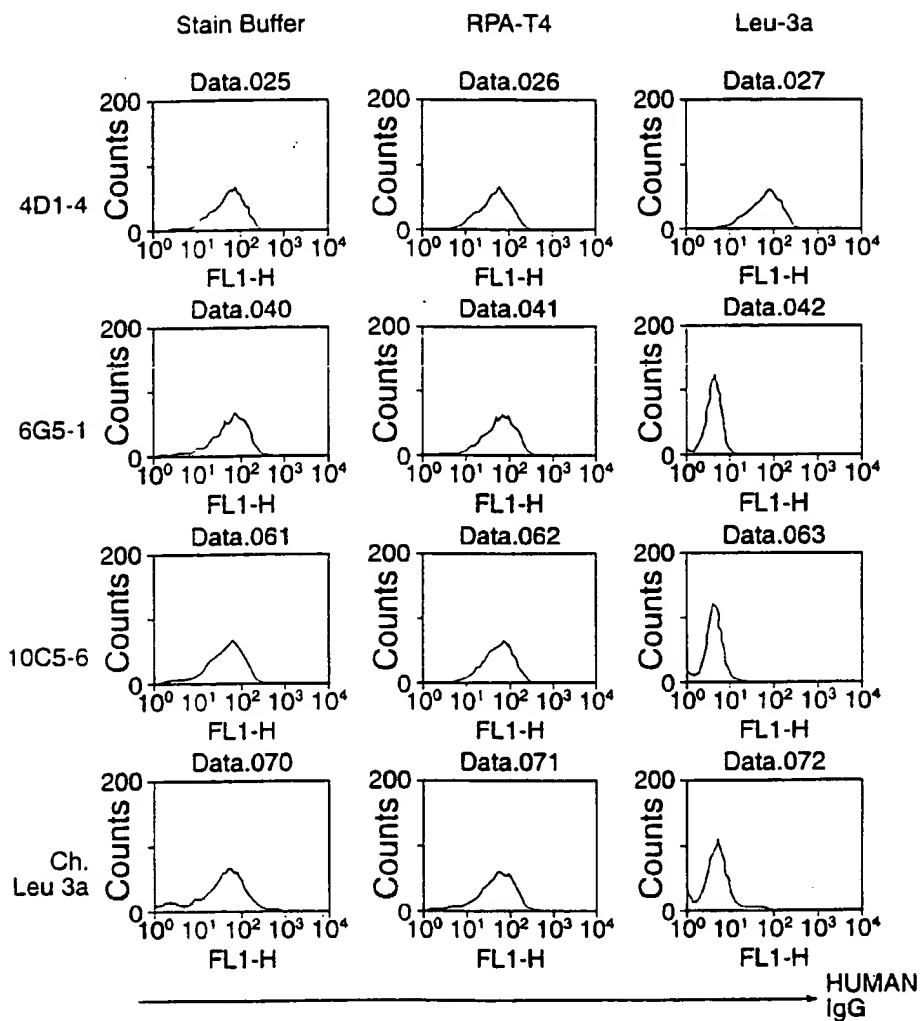 Stain Buffer RPA-T4 Leu-3a
Data.025 Data.026 Data.027
200 200 200
Counts Counts Counts
4D1-4
0 0 0
10⁰ 10¹ 10² 10³ 10⁴ 10⁰ 10¹ 10² 10³ 10⁴ 10⁰ 10¹ 10² 10³ 10⁴
FL1-H FL1-H FL1-H
Data.040 Data.041 Data.042
200 200 200
Counts Counts Counts
6G5-1
0 0 0
10⁰ 10¹ 10² 10³ 10⁴ 10⁰ 10¹ 10² 10³ 10⁴ 10⁰ 10¹ 10² 10³ 10⁴
FL1-H FL1-H FL1-H
Data.061 Data.062 Data.063
200 200 200
Counts Counts Counts
10C5-6
0 0 0
10⁰ 10¹ 10² 10³ 10⁴ 10⁰ 10¹ 10² 10³ 10⁴ 10⁰ 10¹ 10² 10³ 10⁴
FL1-H FL1-H FL1-H
Data.070 Data.071 Data.072
200 200 200
Counts Counts Counts
Ch.
Leu 3a
0 0 0
10⁰ 10¹ 10² 10³ 10⁴ 10⁰ 10¹ 10² 10³ 10⁴ 10⁰ 10¹ 10² 10³ 10⁴
FL1-H FL1-H FL1-H
HUMAN
IgG